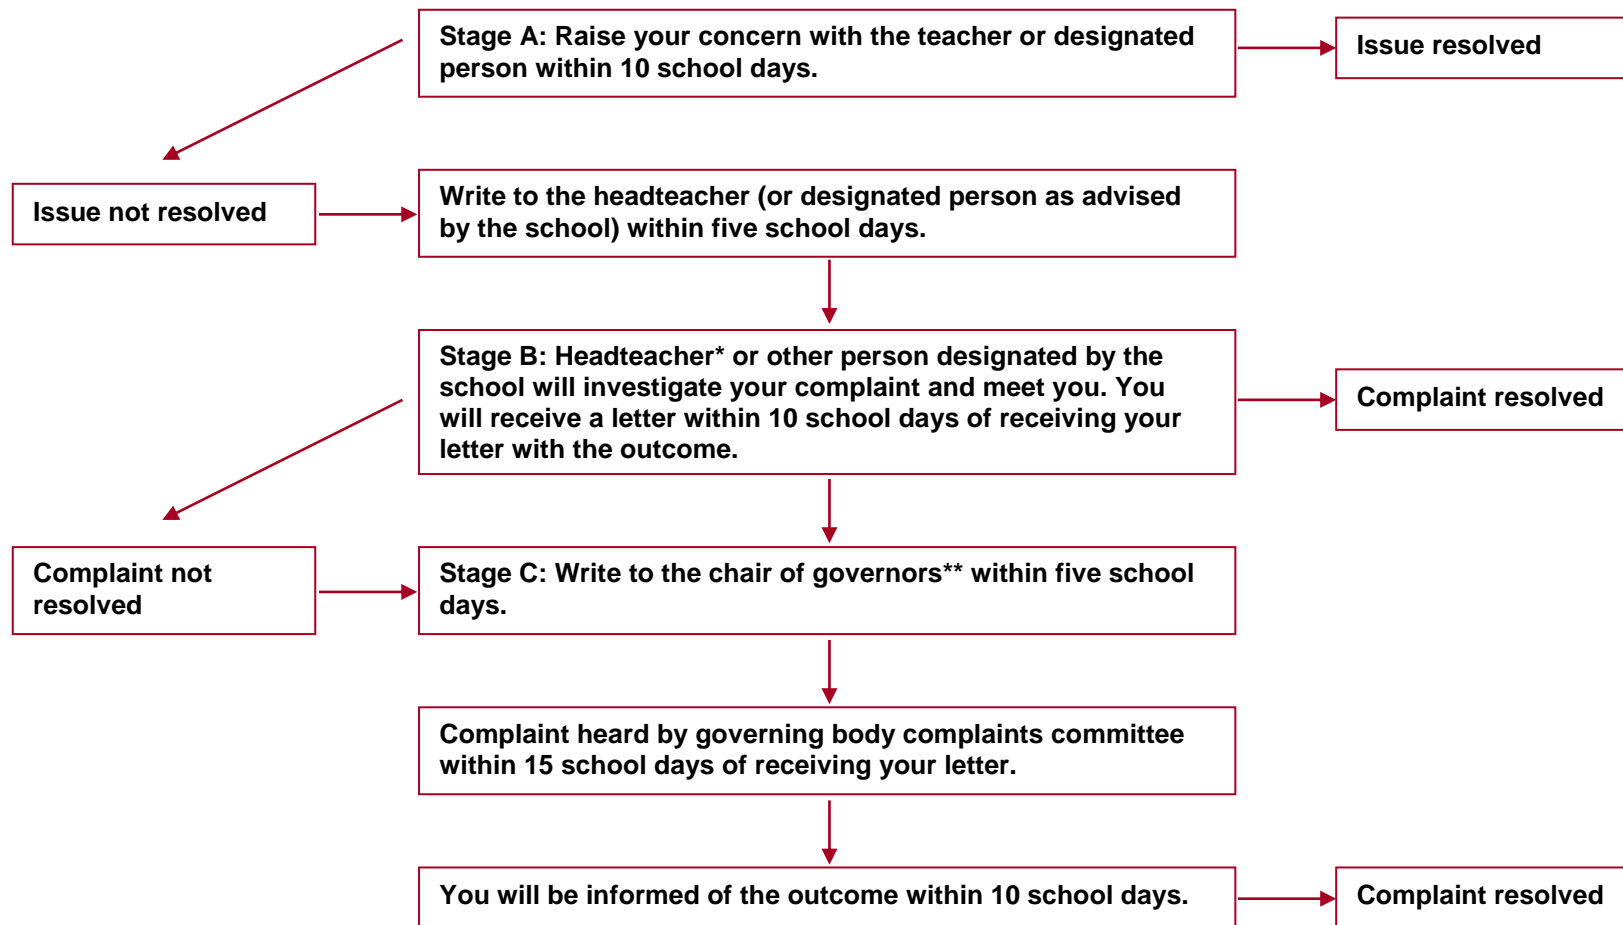 Stage A: Raise your concern with the teacher or designated
person within 10 school days.
Issue resolved
Issue not resolved
Write to the headteacher (or designated person as advised
by the school) within five school days.
Stage B: Headteacher* or other person designated by the
school will investigate your complaint and meet you. You
will receive a letter within 10 school days of receiving your
letter with the outcome.
Complaint resolved
Complaint not
resolved
Stage C: Write to the chair of governors** within five school
days.
Complaint heard by governing body complaints committee
within 15 school days of receiving your letter.
You will be informed of the outcome within 10 school days.
Complaint resolved